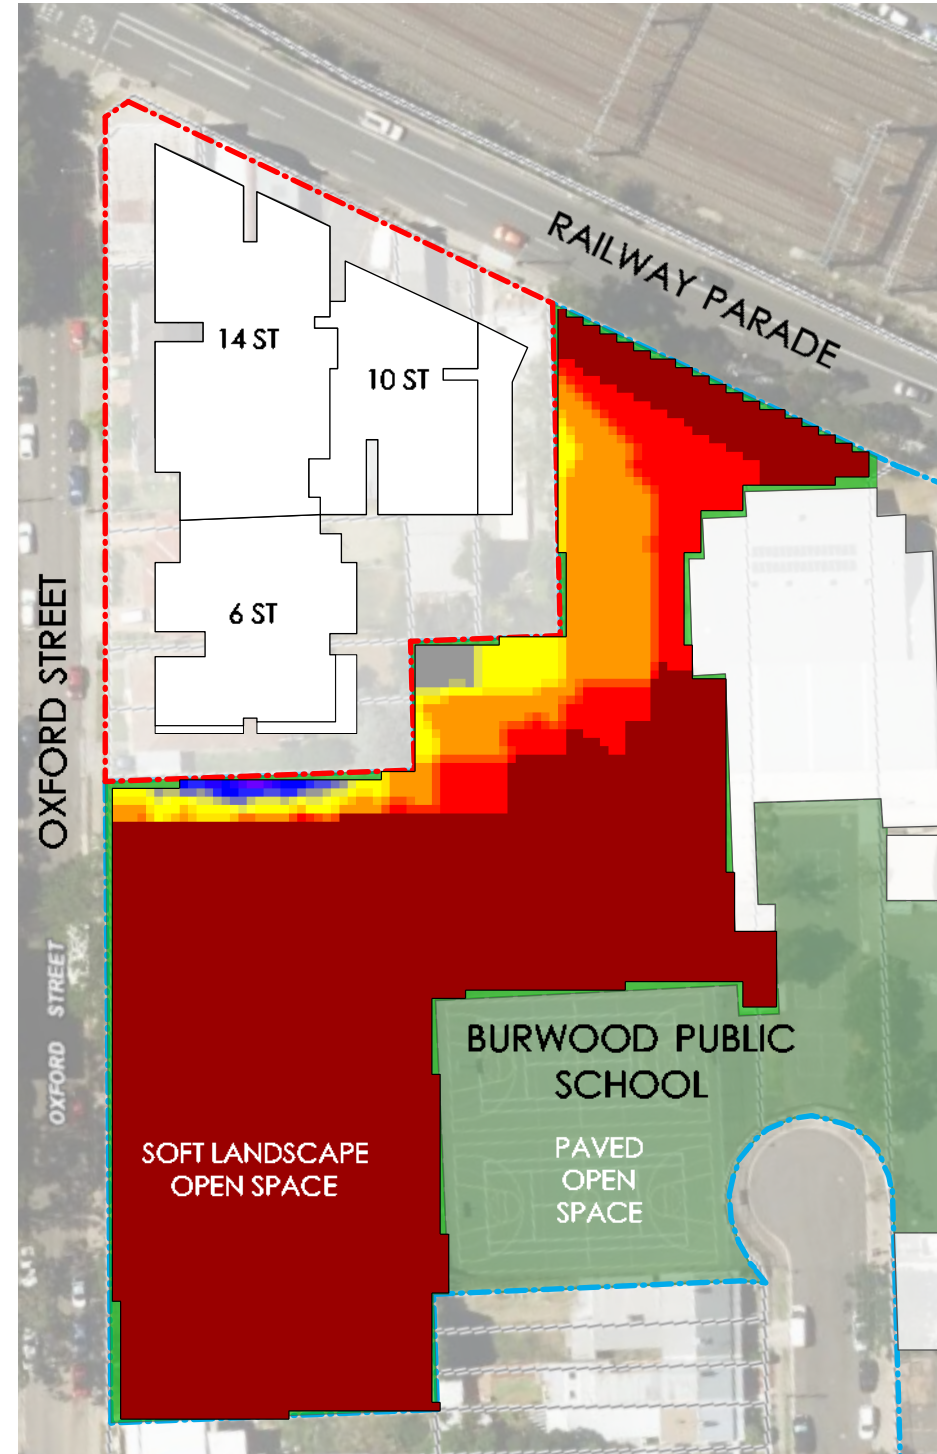 RAILWAY PARADE
14 ST
10 ST
6 ST
OXFORD STREET
OXFORD STREET
BURWOOD PUBLIC
SCHOOL
SOFT LANDSCAPE
OPEN SPACE
PAVED
OPEN
SPACE